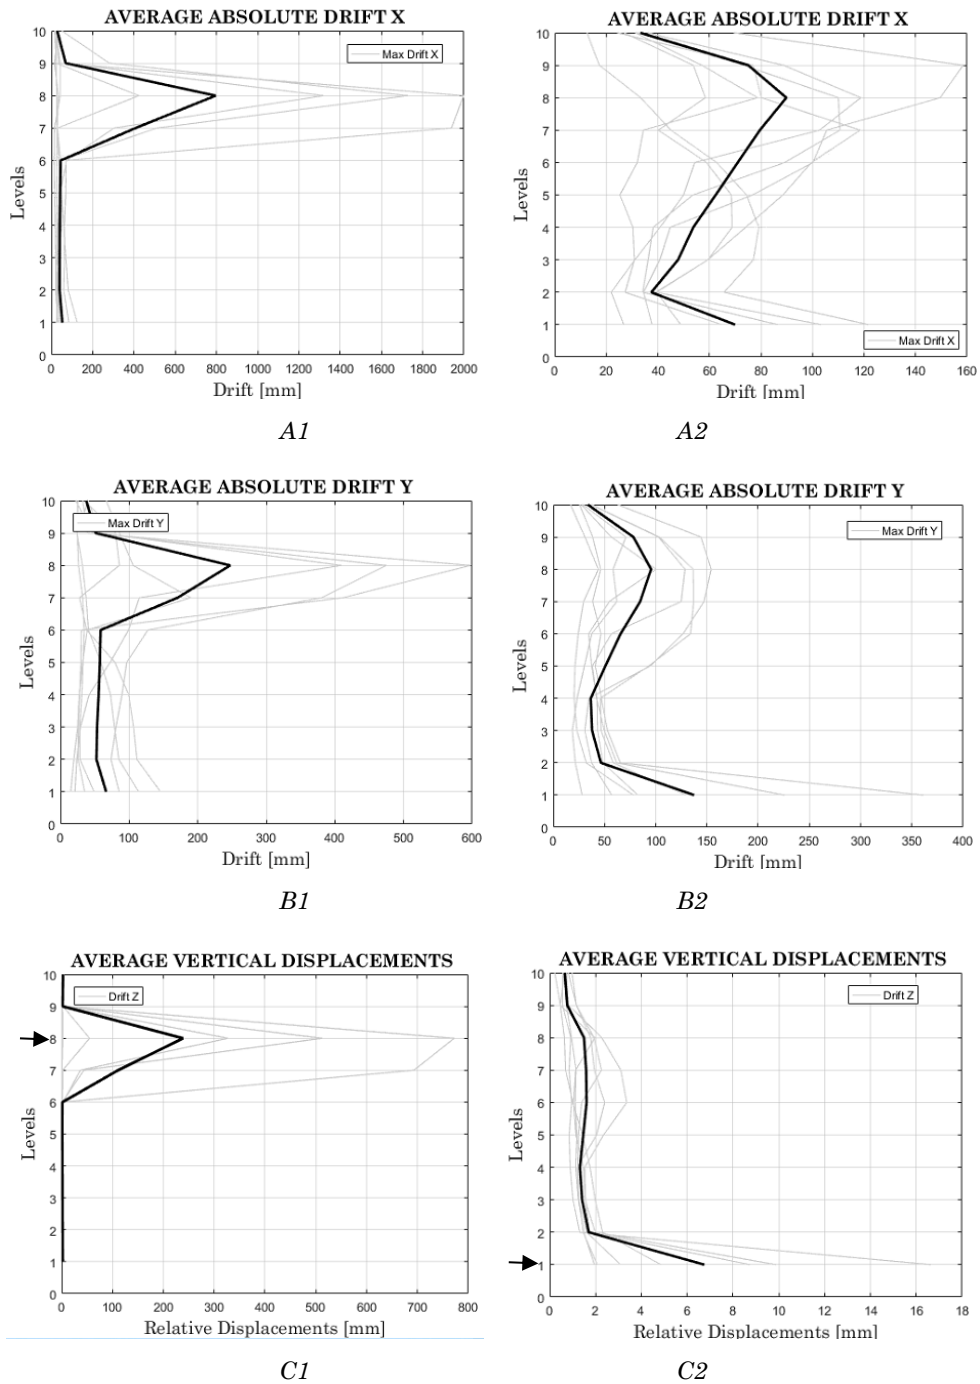 AVERAGE ABSOLUTE DRIFT X
Max Drift X
10
9
8
7
6
5
4
3
2
1
0
Levels
0 200 400 600 800 1000 1200 1400 1600 1800 2000
Drift [mm]
A1
AVERAGE ABSOLUTE DRIFT X
10
9
8
7
6
5
4
3
2
1
0
Levels
Max Drift X
0 20 40 60 80 100 120 140 160
Drift [mm]
A2
AVERAGE ABSOLUTE DRIFT Y
Max Drift Y
10
9
8
7
6
5
4
3
2
1
0
Levels
0 100 200 300 400 500 600
Drift [mm]
B1
AVERAGE ABSOLUTE DRIFT Y
Max Drift Y
10
9
8
7
6
5
4
3
2
1
0
Levels
0 50 100 150 200 250 300 350 400
Drift [mm]
B2
AVERAGE VERTICAL DISPLACEMENTS
Drift Z
10
9
8
7
6
5
4
3
2
1
0
Levels
0 100 200 300 400 500 600 700 800
Relative Displacements [mm]
C1
AVERAGE VERTICAL DISPLACEMENTS
Drift Z
10
9
8
7
6
5
4
3
2
1
0
Levels
0 2 4 6 8 10 12 14 16 18
Relative Displacements [mm]
C2